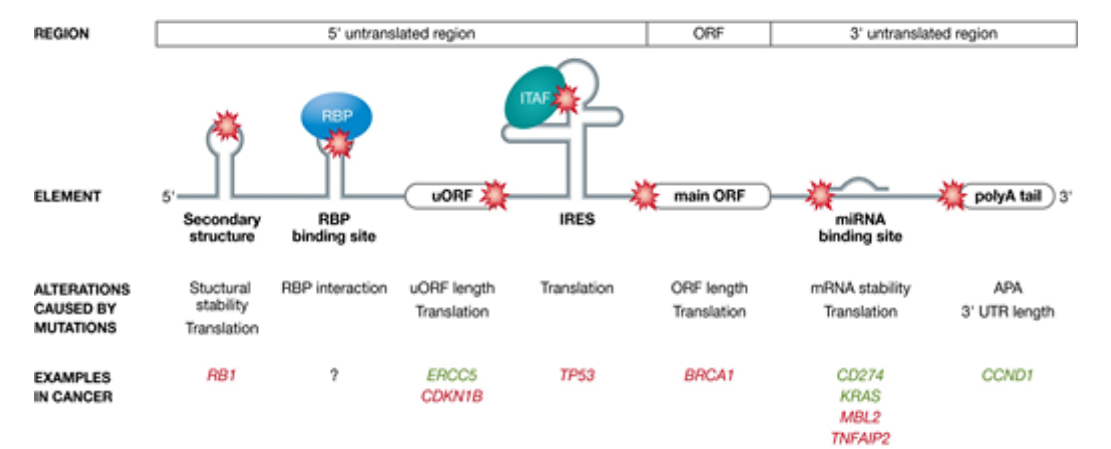 REGION 5' untranslated region ORF 3' untranslated region
ITAF
RBP
ELEMENT 5' uORF main ORF polyA tail 3'
Secondary structure
RBP binding site
IRES
miRNA binding site
ALTERATIONS CAUSED BY MUTATIONS
Stuctural stability
Translation
RBP interaction
uORF length
Translation
Translation
ORF length
Translation
mRNA stability
Translation
APA
3' UTR length
EXAMPLES IN CANCER
RB1
?
ERCC5
CDKN1B
TP53
BRCA1
CD274
KRAS
MBL2
TNFAIP2
CCND1